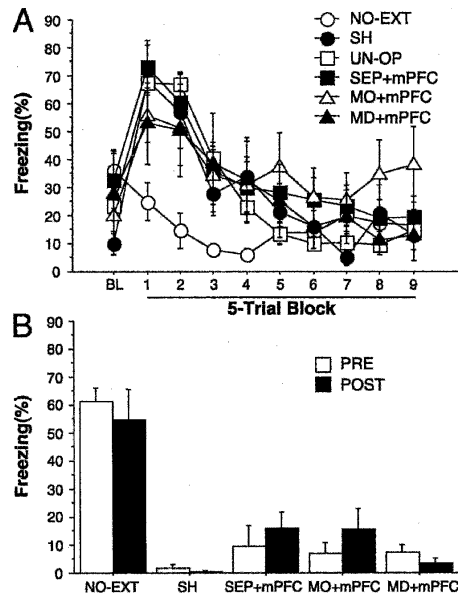 A
NO-EXT
SH
UN-OP
SEP+mPFC
MO+mPFC
MD+mPFC
Freezing(%)
90
80
70
60
50
40
30
20
10
0
BL 1 2 3 4 5 6 7 8 9
5-Trial Block
B
PRE
POST
Freezing(%)
90
80
70
60
50
40
30
20
10
0
NO-EXT SH SEP+mPFC MO+mPFC MD+mPFC